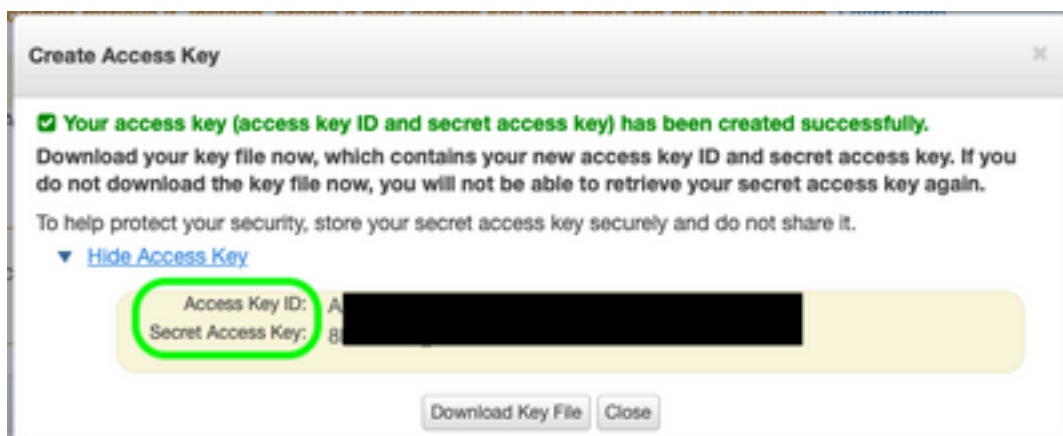 Create Access Key
Your access key (access key ID and secret access key) has been created successfully.
Download your key file now, which contains your new access key ID and secret access key. If you
do not download the key file now, you will not be able to retrieve your secret access key again.
To help protect your security, store your secret access key securely and do not share it.
Hide Access Key
Access Key ID: A
Secret Access Key: 8
Download Key File Close